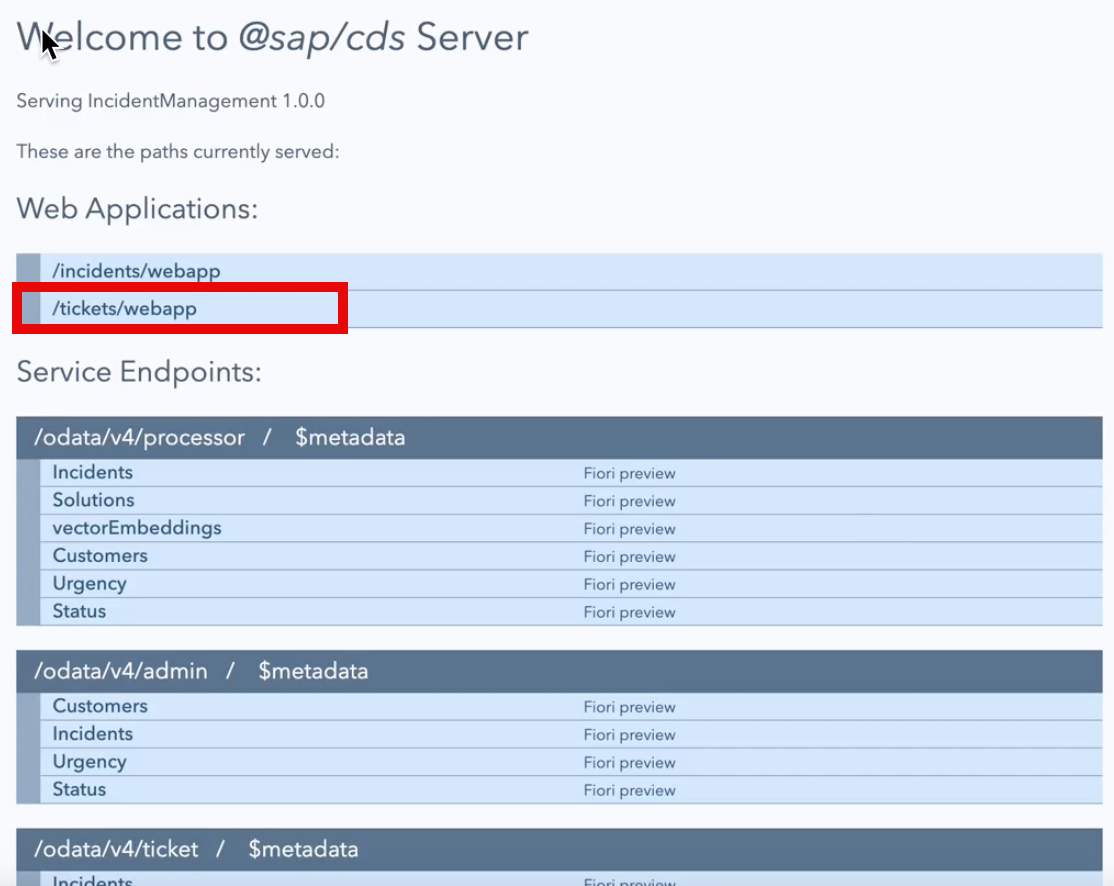 Welcome to @sap/cds Server
Serving IncidentManagement 1.0.0
These are the paths currently served:
Web Applications:
/incidents/webapp
/tickets/webapp
Service Endpoints:
/odata/v4/processor / $metadata
Incidents Fiori preview
Solutions Fiori preview
vectorEmbeddings Fiori preview
Customers Fiori preview
Urgency Fiori preview
Status Fiori preview
/odata/v4/admin / $metadata
Customers Fiori preview
Incidents Fiori preview
Urgency Fiori preview
Status Fiori preview
/odata/v4/ticket / $metadata
Incidents Fiori preview